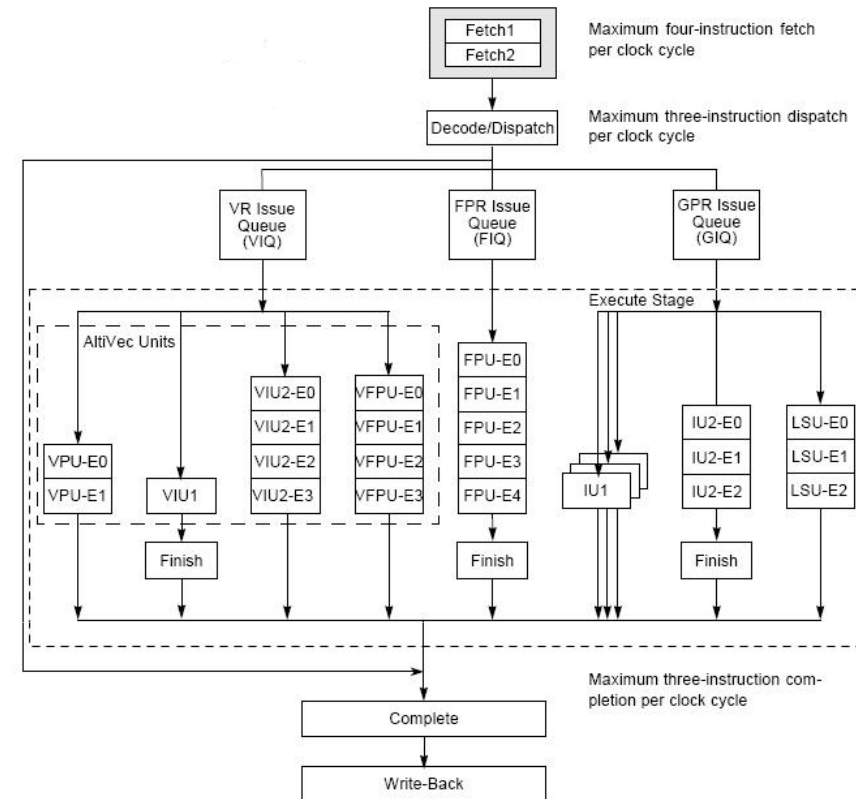 Fetch1
Fetch2
Maximum four-instruction fetch
per clock cycle
Decode/Dispatch
Maximum three-instruction dispatch
per clock cycle
VR Issue
Queue
(VIQ)
FPR Issue
Queue
(FIQ)
GPR Issue
Queue
(GIQ)
Execute Stage
AltiVec Units
VPU-E0
VPU-E1
VIU1
Finish
VIU2-E0
VIU2-E1
VIU2-E2
VIU2-E3
VFPU-E0
VFPU-E1
VFPU-E2
VFPU-E3
FPU-E0
FPU-E1
FPU-E2
FPU-E3
FPU-E4
Finish
IU1
IU2-E0
IU2-E1
IU2-E2
Finish
LSU-E0
LSU-E1
LSU-E2
Maximum three-instruction com-
pletion per clock cycle
Complete
Write-Back